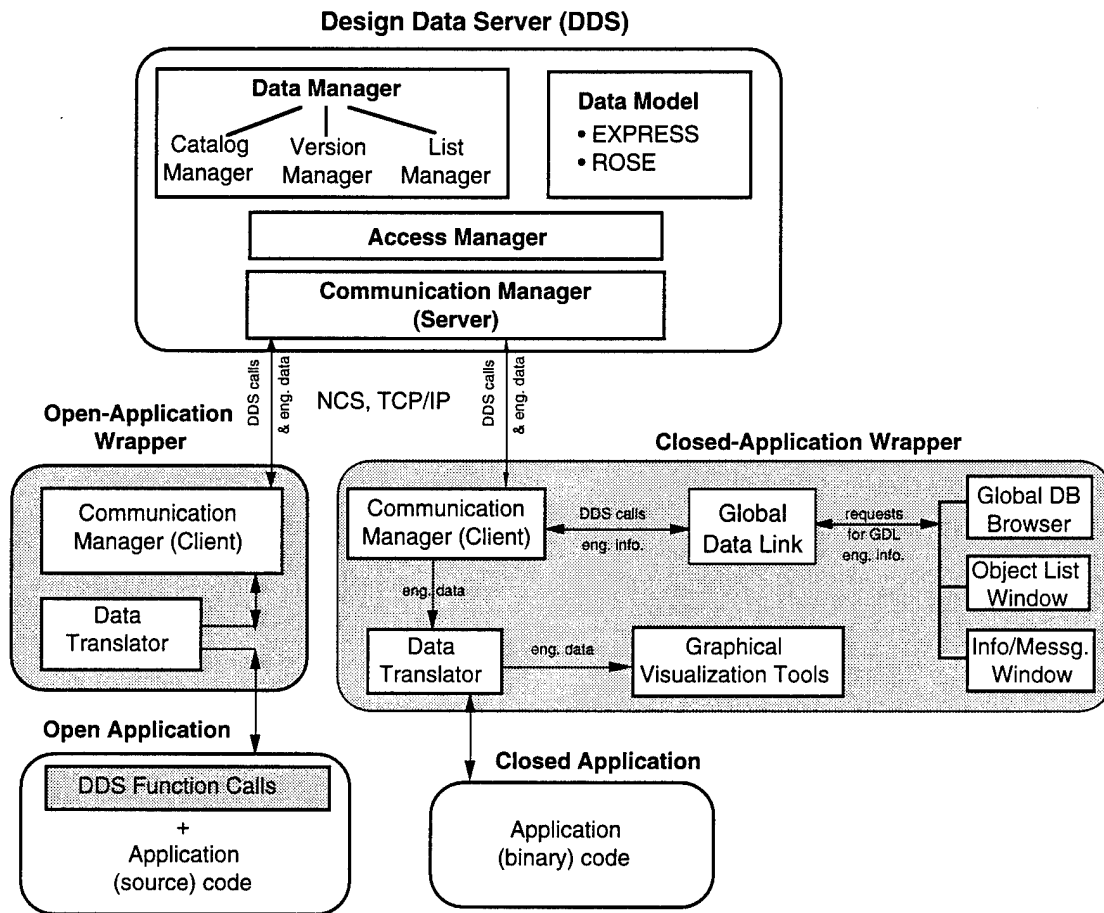 Design Data Server (DDS)
Data Manager
Catalog
Manager
Version
Manager
List
Manager
Data Model
• EXPRESS
• ROSE
Access Manager
Communication Manager
(Server)
DDS calls
& eng. data
NCS, TCP/IP
DDS calls
& eng. data
Open-Application
Wrapper
Communication
Manager (Client)
Data
Translator
Closed-Application Wrapper
Communication
Manager (Client)
DDS calls
eng. info.
Global
Data Link
requests
for GDL
eng. info.
Global DB
Browser
Object List
Window
Info/Messg.
Window
eng. data
Data
Translator
eng. data
Graphical
Visualization Tools
Open Application
DDS Function Calls
+
Application
(source) code
Closed Application
Application
(binary) code